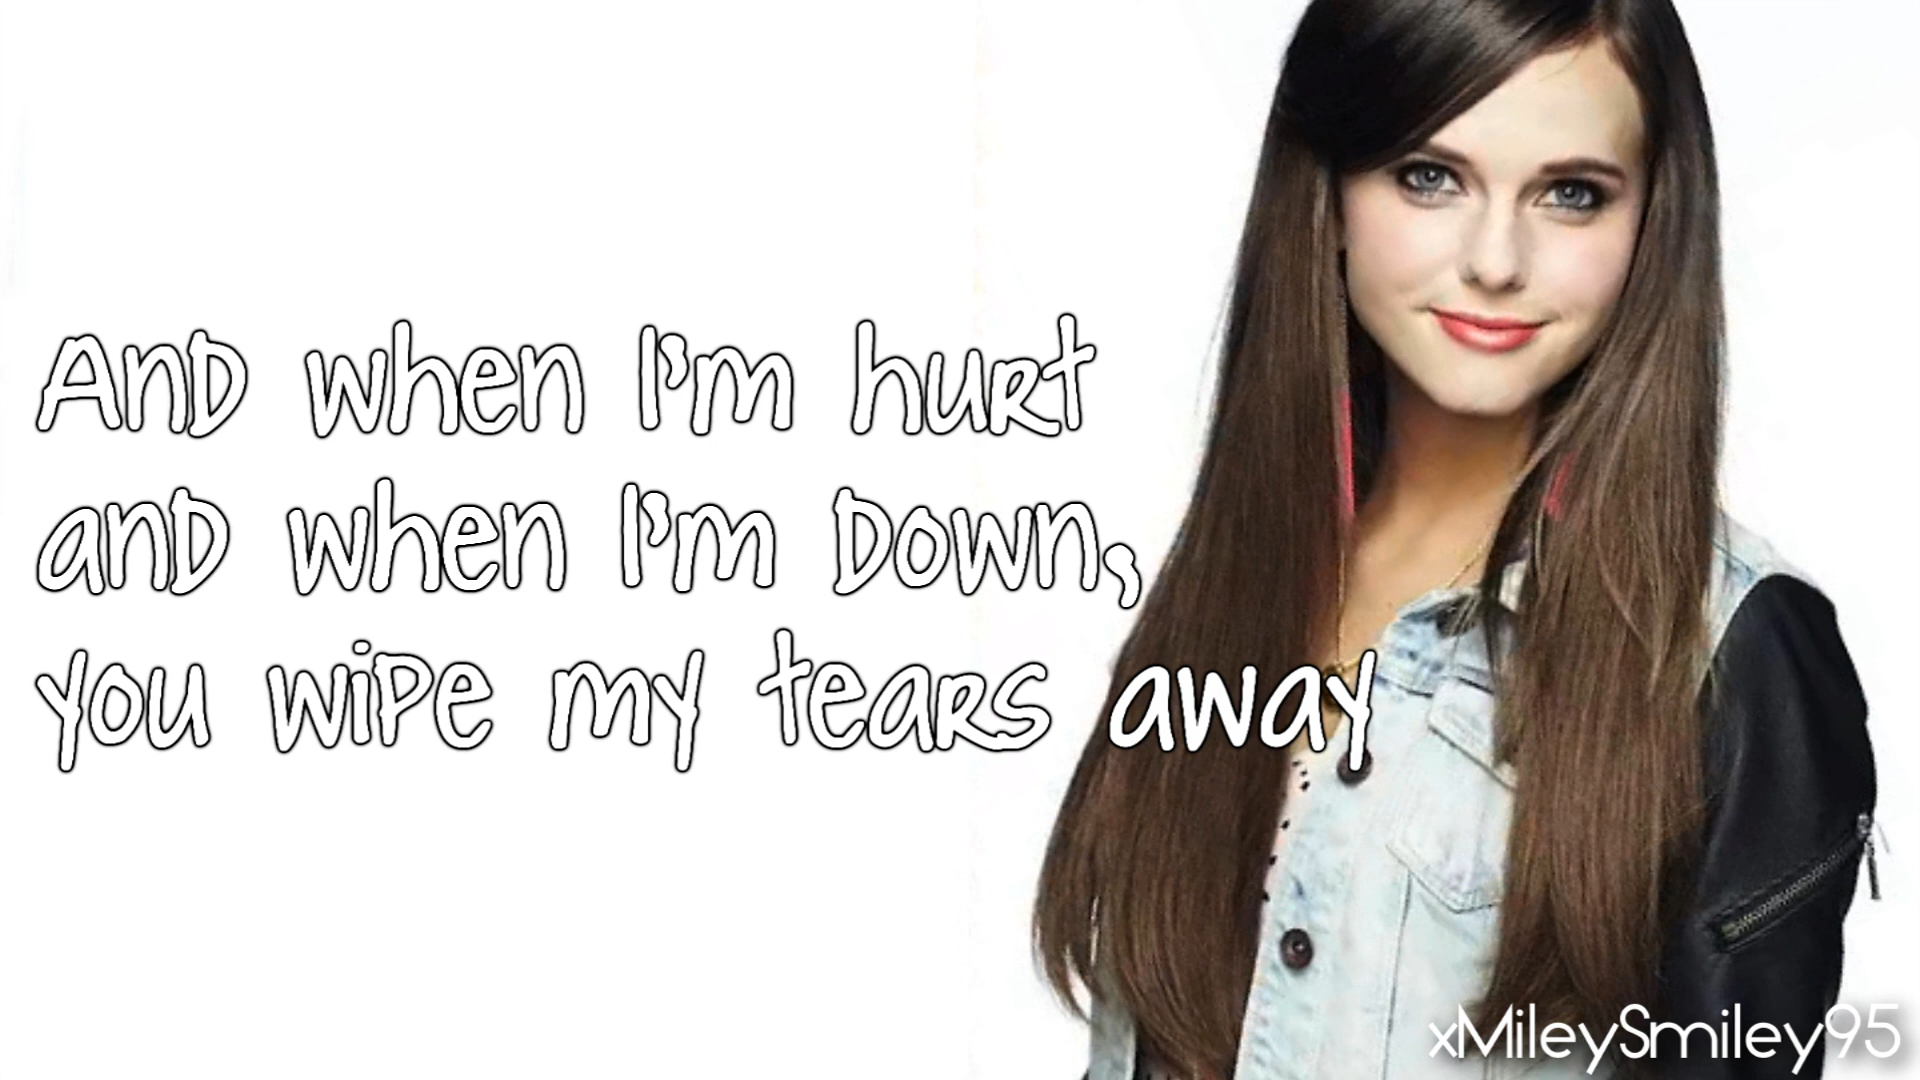 And when I'm hurt
and when I'm down,
you wipe my tears away
xMileySmiley95